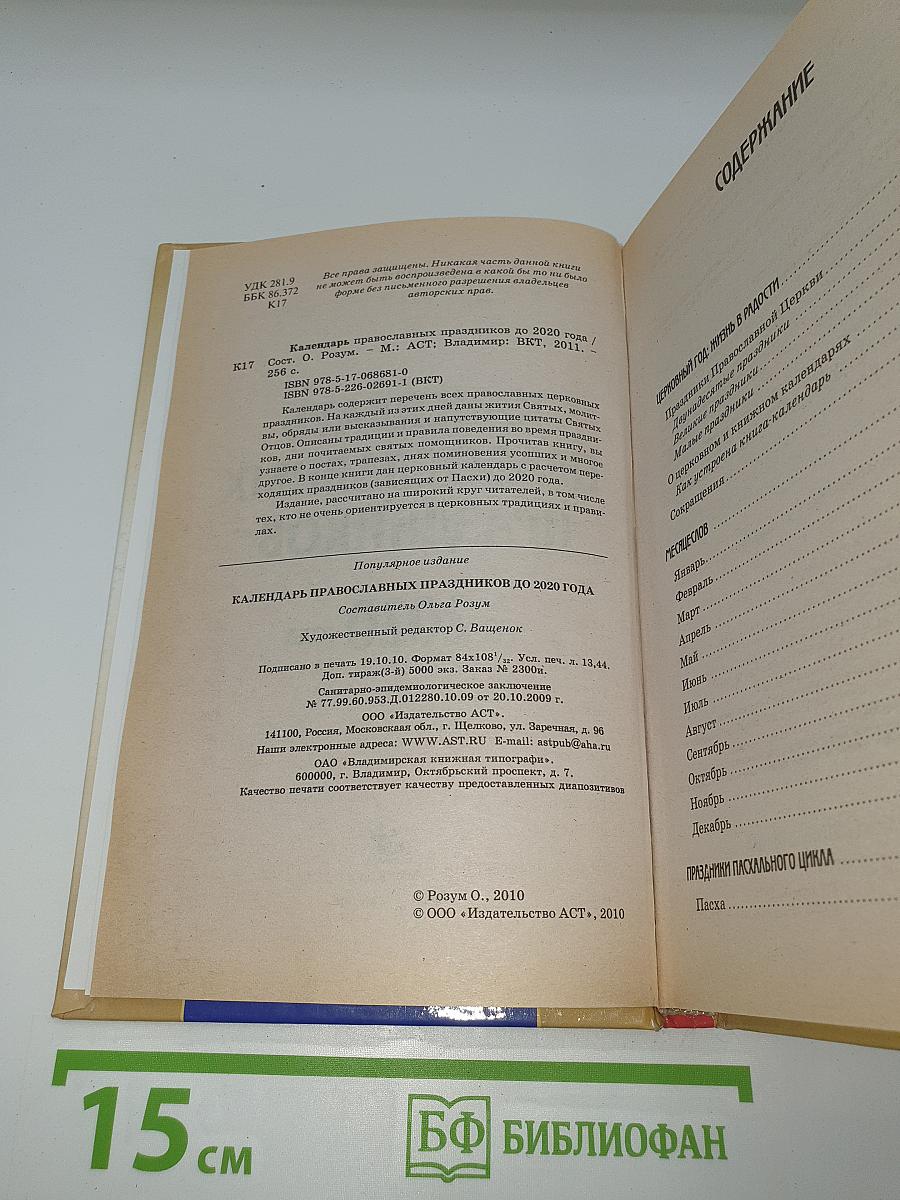 УДК 281.9
ББК 86.372
К17
Все права защищены. Никакая часть данной книги
не может быть воспроизведена в какой бы то ни было
форме без письменного разрешения владельцев
авторских прав.
Календарь православных праздников до 2020 года /
К17 Сост. О. Розум. – М.: АСТ; Владимир: ВКТ, 2011. –
256 с.
ISBN 978-5-17-068681-0
ISBN 978-5-226-02691-1 (ВКТ)
Календарь содержит перечень всех православных церковных
праздников. На каждый из этих дней даны жития Святых, молит-
вы, обряды или высказывания и напутствующие цитаты Святых
Отцов. Описаны традиции и правила поведения во время праздни-
ков, дни почитаемых святых помощников. Прочитав книгу, вы
узнаете о постах, трапезах, днях поминовения усопших и многое
другое. В конце книги дан церковный календарь с расчетом пере-
ходящих праздников (зависящих от Пасхи) до 2020 года.
Издание, рассчитано на широкий круг читателей, в том числе
тех, кто не очень ориентируется в церковных традициях и прави-
лах.
Популярное издание
КАЛЕНДАРЬ ПРАВОСЛАВНЫХ ПРАЗДНИКОВ ДО 2020 ГОДА
Составитель Ольга Розум
Художественный редактор С. Ващенок
Подписано в печать 19.10.10. Формат 84х108¹/₃₂. Усл. печ. л. 13,44.
Доп. тираж(3-й) 5000 экз. Заказ № 2300н.
Санитарно-эпидемиологическое заключение
№ 77.99.60.953.Д.012280.10.09 от 20.10.2009 г.
ООО «Издательство АСТ».
141100, Россия, Московская обл., г. Щелково, ул. Заречная, д. 96
Наши электронные адреса: WWW.AST.RU E-mail: astpub@aha.ru
ОАО «Владимирская книжная типографи».
600000, г. Владимир, Октябрьский проспект, д. 7.
Качество печати соответствует качеству предоставленных диапозитивов
© Розум О., 2010
© ООО «Издательство АСТ», 2010
СОДЕРЖАНИЕ
ЦЕРКОВНЫЙ ГОД: ЖИЗНЬ В РАДОСТИ
Праздники Православной Церкви
Двунадесятые праздники
Великие праздники
Малые праздники
О церковном и книжном календарях
Как устроена книга-календарь
Сокращения
МЕСЯЦЕСЛОВ
Январь
Февраль
Март
Апрель
Май
Июнь
Июль
Август
Сентябрь
Октябрь
Ноябрь
Декабрь
ПРАЗДНИКИ ПАСХАЛЬНОГО ЦИКЛА
Пасха
15 см
БФ БИБЛИОФАН